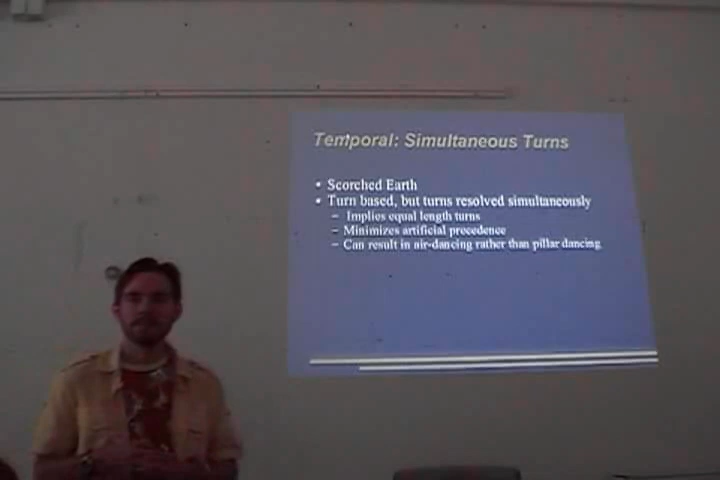 Temporal: Simultaneous Turns
• Scorched Earth
• Turn based, but turns resolved simultaneously
– Implies equal length turns
– Minimizes artificial precedence
– Can result in air-dancing rather than pillar dancing